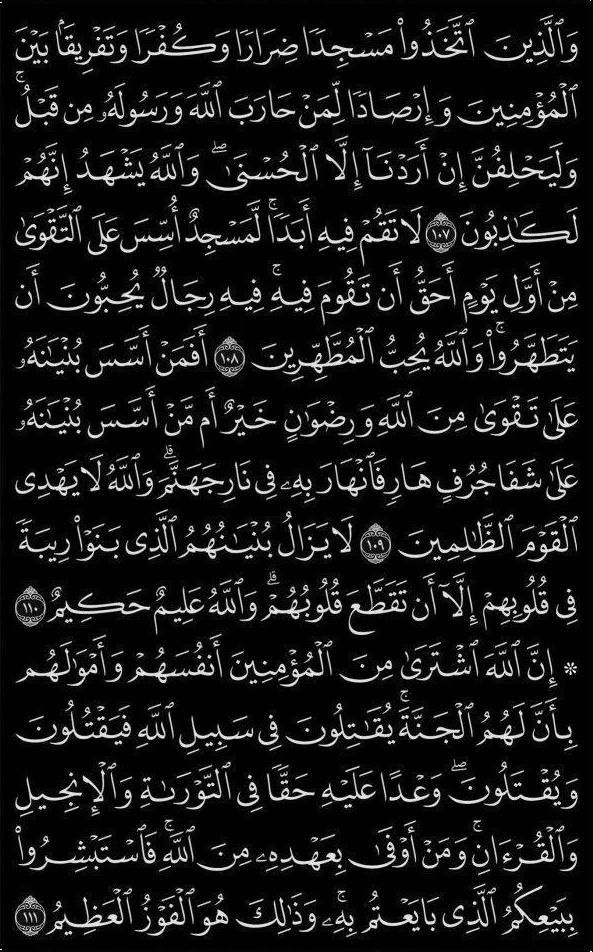 وَٱلَّذِينَ ٱتَّخَذُوا۟ مَسْجِدًا ضِرَارًا وَكُفْرًا وَتَفْرِيقًۢا بَيْنَ
ٱلْمُؤْمِنِينَ وَإِرْصَادًا لِّمَنْ حَارَبَ ٱللَّهَ وَرَسُولَهُۥ مِن قَبْلُ ۚ
وَلَيَحْلِفُنَّ إِنْ أَرَدْنَآ إِلَّا ٱلْحُسْنَىٰ ۖ وَٱللَّهُ يَشْهَدُ إِنَّهُمْ
لَكَـٰذِبُونَ ١٠٧ لَا تَقُمْ فِيهِ أَبَدًا ۚ لَّمَسْجِدٌ أُسِّسَ عَلَى ٱلتَّقْوَىٰ
مِنْ أَوَّلِ يَوْمٍ أَحَقُّ أَن تَقُومَ فِيهِ ۚ فِيهِ رِجَالٌ يُحِبُّونَ أَن
يَتَطَهَّرُوا۟ ۚ وَٱللَّهُ يُحِبُّ ٱلْمُطَّهِّرِينَ ١٠٨ أَفَمَنْ أَسَّسَ بُنْيَـٰنَهُۥ
عَلَىٰ تَقْوَىٰ مِنَ ٱللَّهِ وَرِضْوَٰنٍ خَيْرٌ أَم مَّنْ أَسَّسَ بُنْيَـٰنَهُۥ
عَلَىٰ شَفَا جُرُفٍ هَارٍ فَٱنْهَارَ بِهِۦ فِى نَارِ جَهَنَّمَ ۗ وَٱللَّهُ لَا يَهْدِى
ٱلْقَوْمَ ٱلظَّـٰلِمِينَ ١٠٩ لَا يَزَالُ بُنْيَـٰنُهُمُ ٱلَّذِى بَنَوْا۟ رِيبَةً
فِى قُلُوبِهِمْ إِلَّآ أَن تَقَطَّعَ قُلُوبُهُمْ ۗ وَٱللَّهُ عَلِيمٌ حَكِيمٌ ١١٠
* إِنَّ ٱللَّهَ ٱشْتَرَىٰ مِنَ ٱلْمُؤْمِنِينَ أَنفُسَهُمْ وَأَمْوَٰلَهُم
بِأَنَّ لَهُمُ ٱلْجَنَّةَ ۚ يُقَـٰتِلُونَ فِى سَبِيلِ ٱللَّهِ فَيَقْتُلُونَ
وَيُقْتَلُونَ ۖ وَعْدًا عَلَيْهِ حَقًّا فِى ٱلتَّوْرَىٰةِ وَٱلْإِنجِيلِ
وَٱلْقُرْءَانِ ۚ وَمَنْ أَوْفَىٰ بِعَهْدِهِۦ مِنَ ٱللَّهِ ۚ فَٱسْتَبْشِرُوا۟
بِبَيْعِكُمُ ٱلَّذِى بَايَعْتُم بِهِۦ ۚ وَذَٰلِكَ هُوَ ٱلْفَوْزُ ٱلْعَظِيمُ ١١١